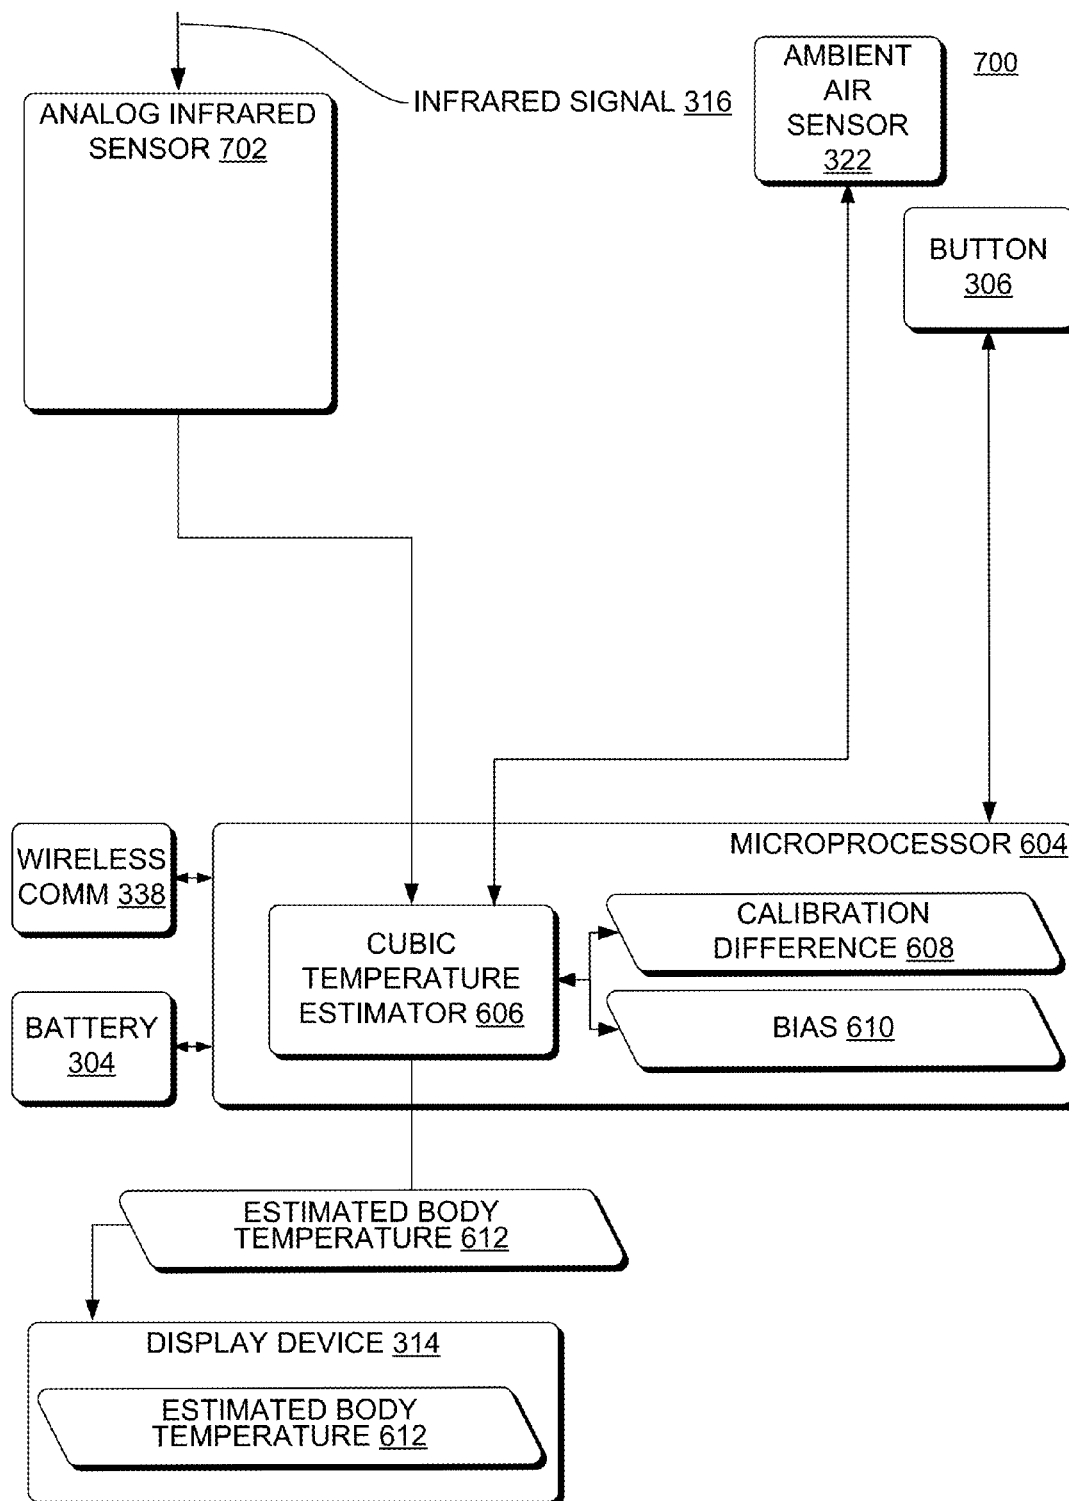 ANALOG INFRARED
SENSOR 702
INFRARED SIGNAL 316
AMBIENT
AIR
SENSOR
322
700
BUTTON
306
WIRELESS
COMM 338
BATTERY
304
MICROPROCESSOR 604
CUBIC
TEMPERATURE
ESTIMATOR 606
CALIBRATION
DIFFERENCE 608
BIAS 610
ESTIMATED BODY
TEMPERATURE 612
DISPLAY DEVICE 314
ESTIMATED BODY
TEMPERATURE 612